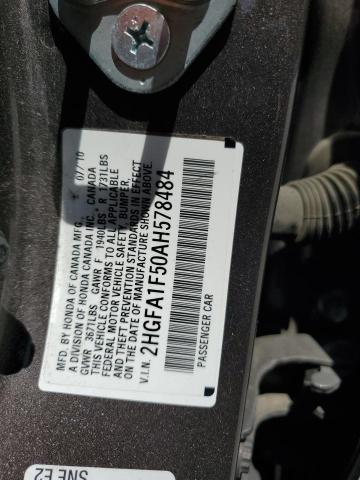 MFD. BY HONDA OF CANADA MFG., 07/10
A DIVISION OF HONDA CANADA INC., CANADA
GVWR 3671LBS GAWR F 1940LBS R 1731LBS
THIS VEHICLE CONFORMS TO ALL APPLICABLE
FEDERAL MOTOR VEHICLE SAFETY, BUMPER,
AND THEFT PREVENTION STANDARDS IN EFFECT
ON THE DATE OF MANUFACTURE SHOWN ABOVE.
V.I.N. 2HGFA1F50AH578484
PASSENGER CAR
SNE E2